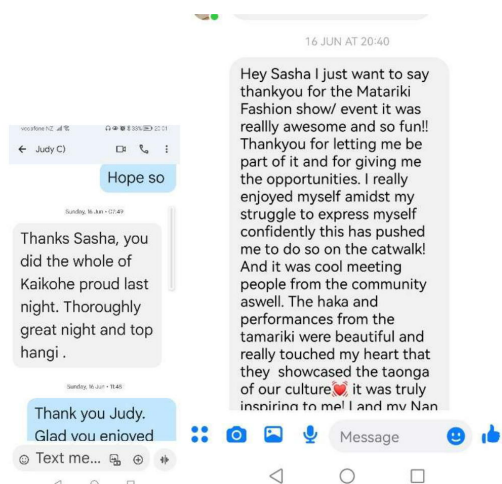 vodafone NZ
Judy C)
Hope so
Sunday, 16 Jun • 07:49
Thanks Sasha, you
did the whole of
Kaikohe proud last
night. Thoroughly
great night and top
hangi .
Sunday, 16 Jun • 11:48
Thank you Judy.
Glad you enjoyed
Text me...
16 JUN AT 20:40
Hey Sasha I just want to say
thankyou for the Matariki
Fashion show/ event it was
reallly awesome and so fun!!
Thankyou for letting me be
part of it and for giving me
the opportunities. I really
enjoyed myself amidst my
struggle to express myself
confidently this has pushed
me to do so on the catwalk!
And it was cool meeting
people from the community
aswell. The haka and
performances from the
tamariki were beautiful and
really touched my heart that
they showcased the taonga
of our culture💓 it was truly
inspiring to me! I and my Nan
Message